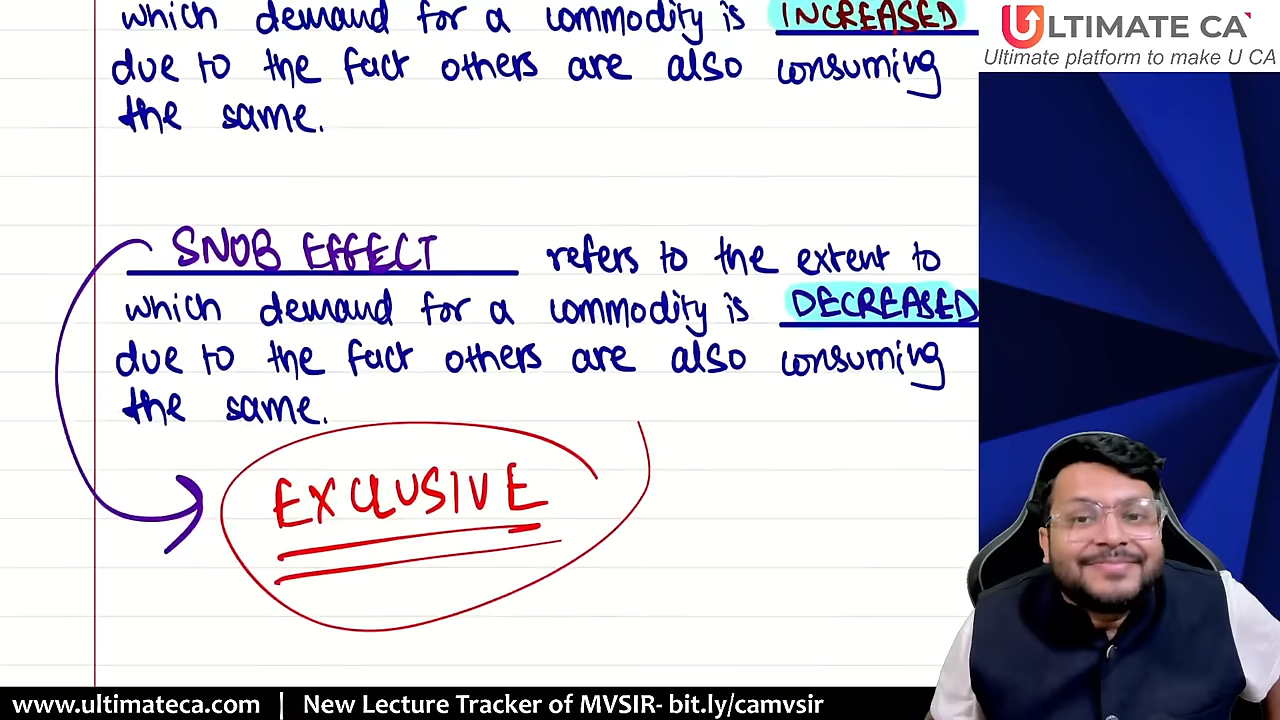 which demand for a commodity is INCREASED
due to the fact others are also consuming
the same.
SNOB EFFECT refers to the extent to
which demand for a commodity is DECREASED
due to the fact others are also consuming
the same.
EXCLUSIVE
ULTIMATE CA
Ultimate platform to make U CA
www.ultimateca.com | New Lecture Tracker of MVSIR- bit.ly/camvsir